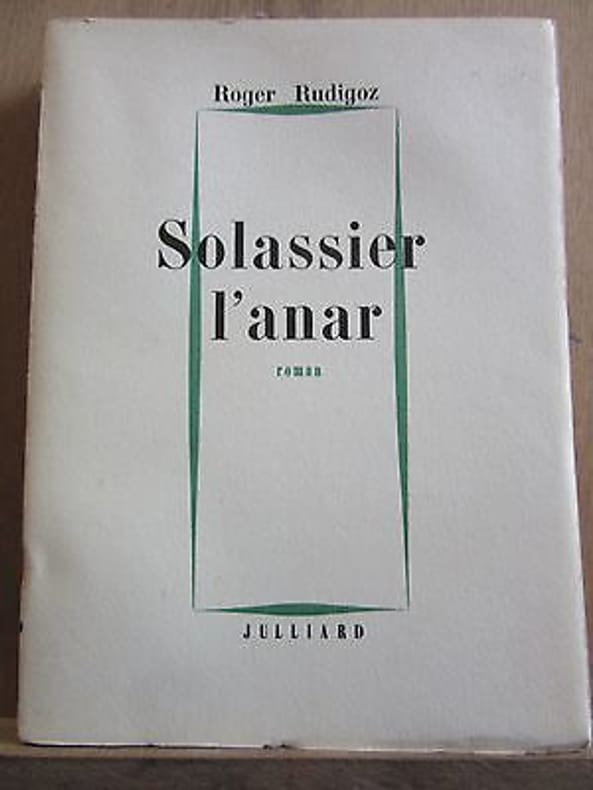 Roger Rudigoz
Solassier
l'anar
roman
JULLIARD